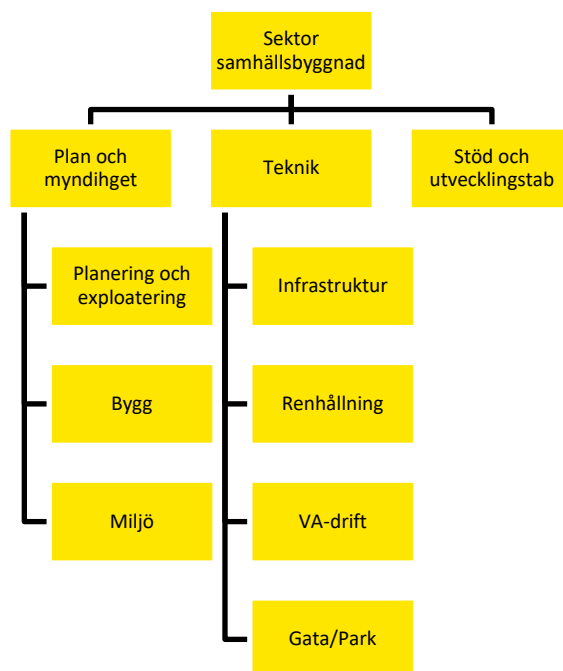 Sektor
samhällsbyggnad
Plan och
myndihget
Teknik
Stöd och
utvecklingstab
Planering och
exploatering
Infrastruktur
Bygg
Renhållning
Miljö
VA-drift
Gata/Park